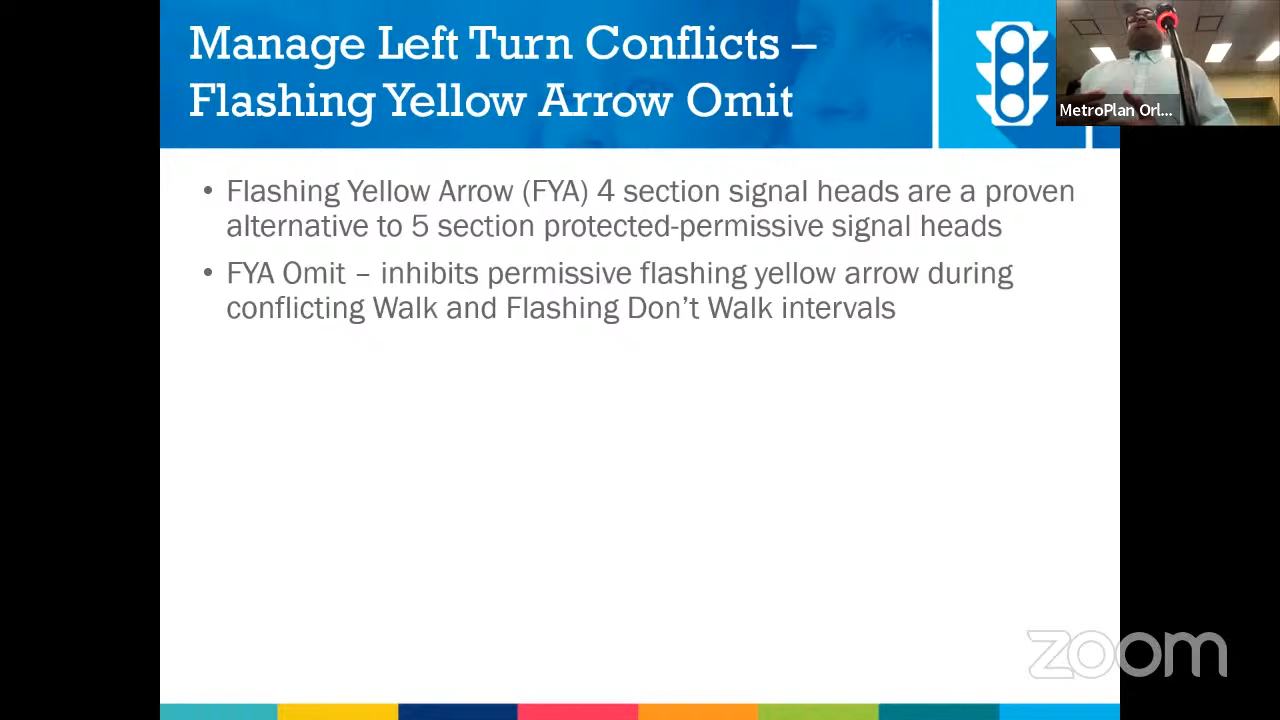 Manage Left Turn Conflicts –
Flashing Yellow Arrow Omit
MetroPlan Orl...
• Flashing Yellow Arrow (FYA) 4 section signal heads are a proven
alternative to 5 section protected-permissive signal heads
• FYA Omit – inhibits permissive flashing yellow arrow during
conflicting Walk and Flashing Don't Walk intervals
zoom